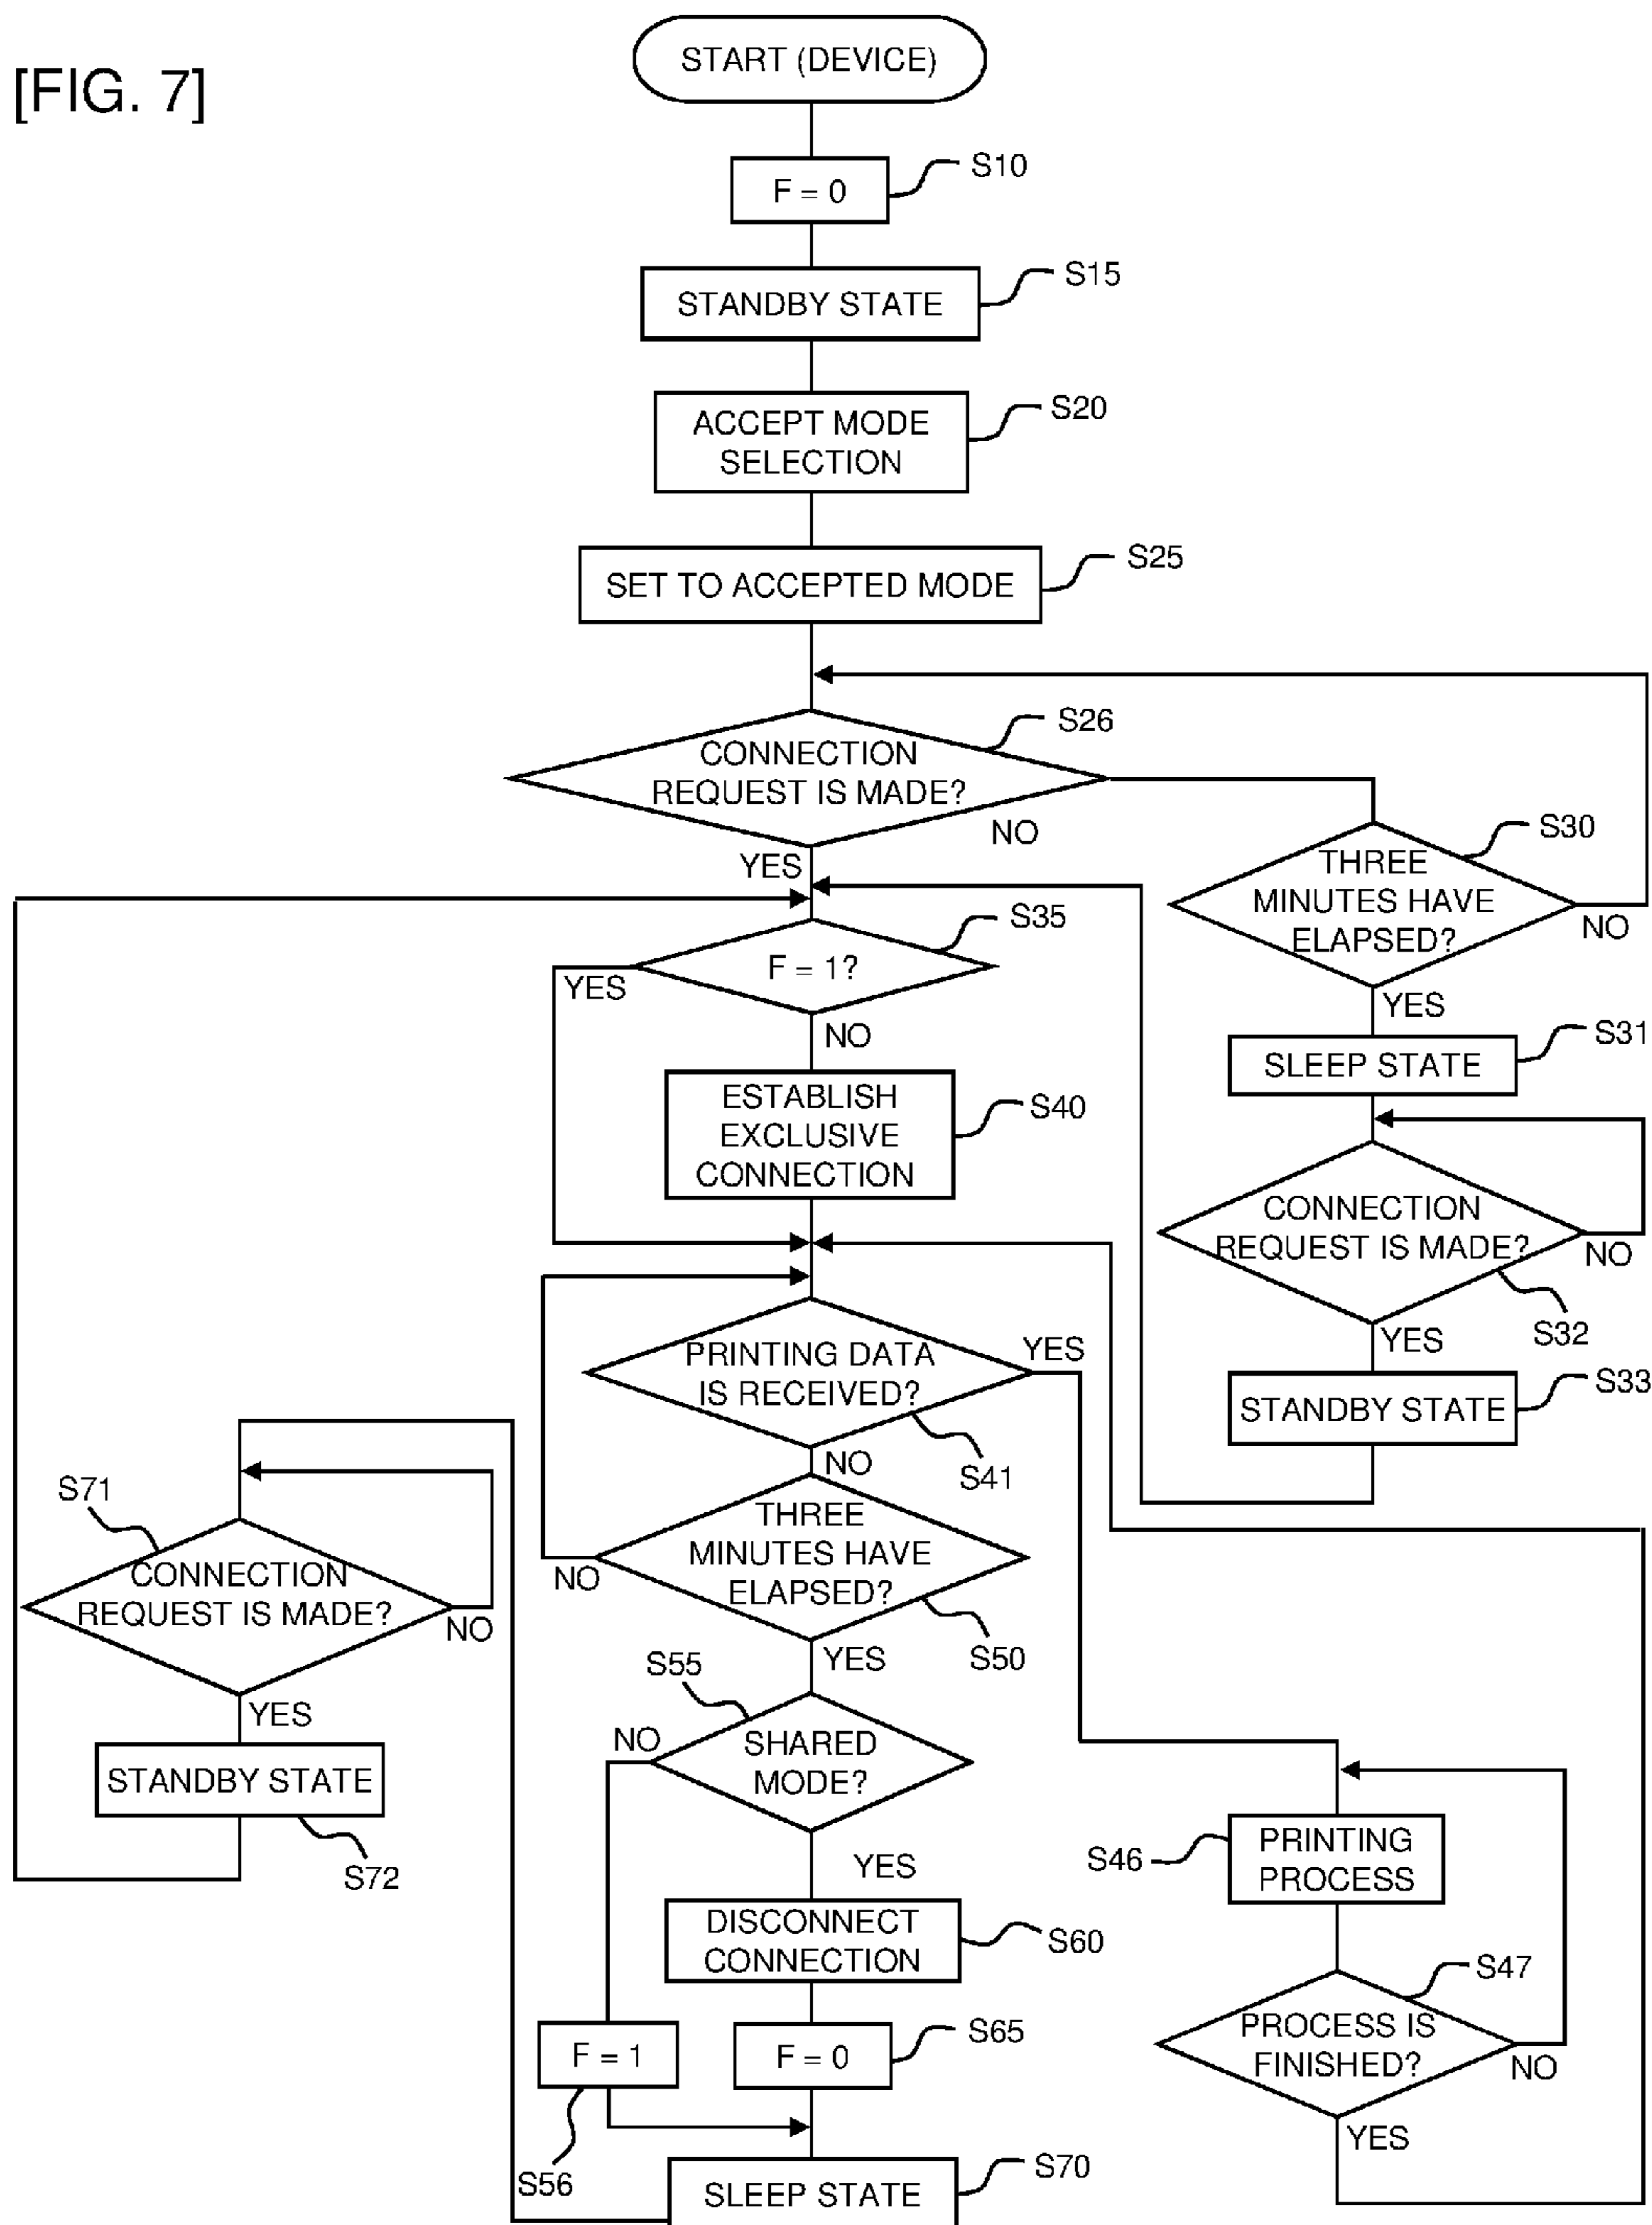 [FIG. 7]
START (DEVICE)
F = 0
S10
STANDBY STATE
S15
ACCEPT MODE
SELECTION
S20
SET TO ACCEPTED MODE
S25
CONNECTION
REQUEST IS MADE?
S26
NO
YES
THREE
MINUTES HAVE
ELAPSED?
S30
NO
YES
SLEEP STATE
S31
CONNECTION
REQUEST IS MADE?
NO
S32
YES
STANDBY STATE
S33
F = 1?
S35
YES
NO
ESTABLISH
EXCLUSIVE
CONNECTION
S40
PRINTING DATA
IS RECEIVED?
YES
S41
NO
THREE
MINUTES HAVE
ELAPSED?
NO
S50
YES
S55
SHARED
MODE?
NO
YES
DISCONNECT
CONNECTION
S60
F = 1
S56
F = 0
S65
SLEEP STATE
S70
S71
CONNECTION
REQUEST IS MADE?
NO
YES
STANDBY STATE
S72
S46
PRINTING
PROCESS
S47
PROCESS IS
FINISHED?
NO
YES